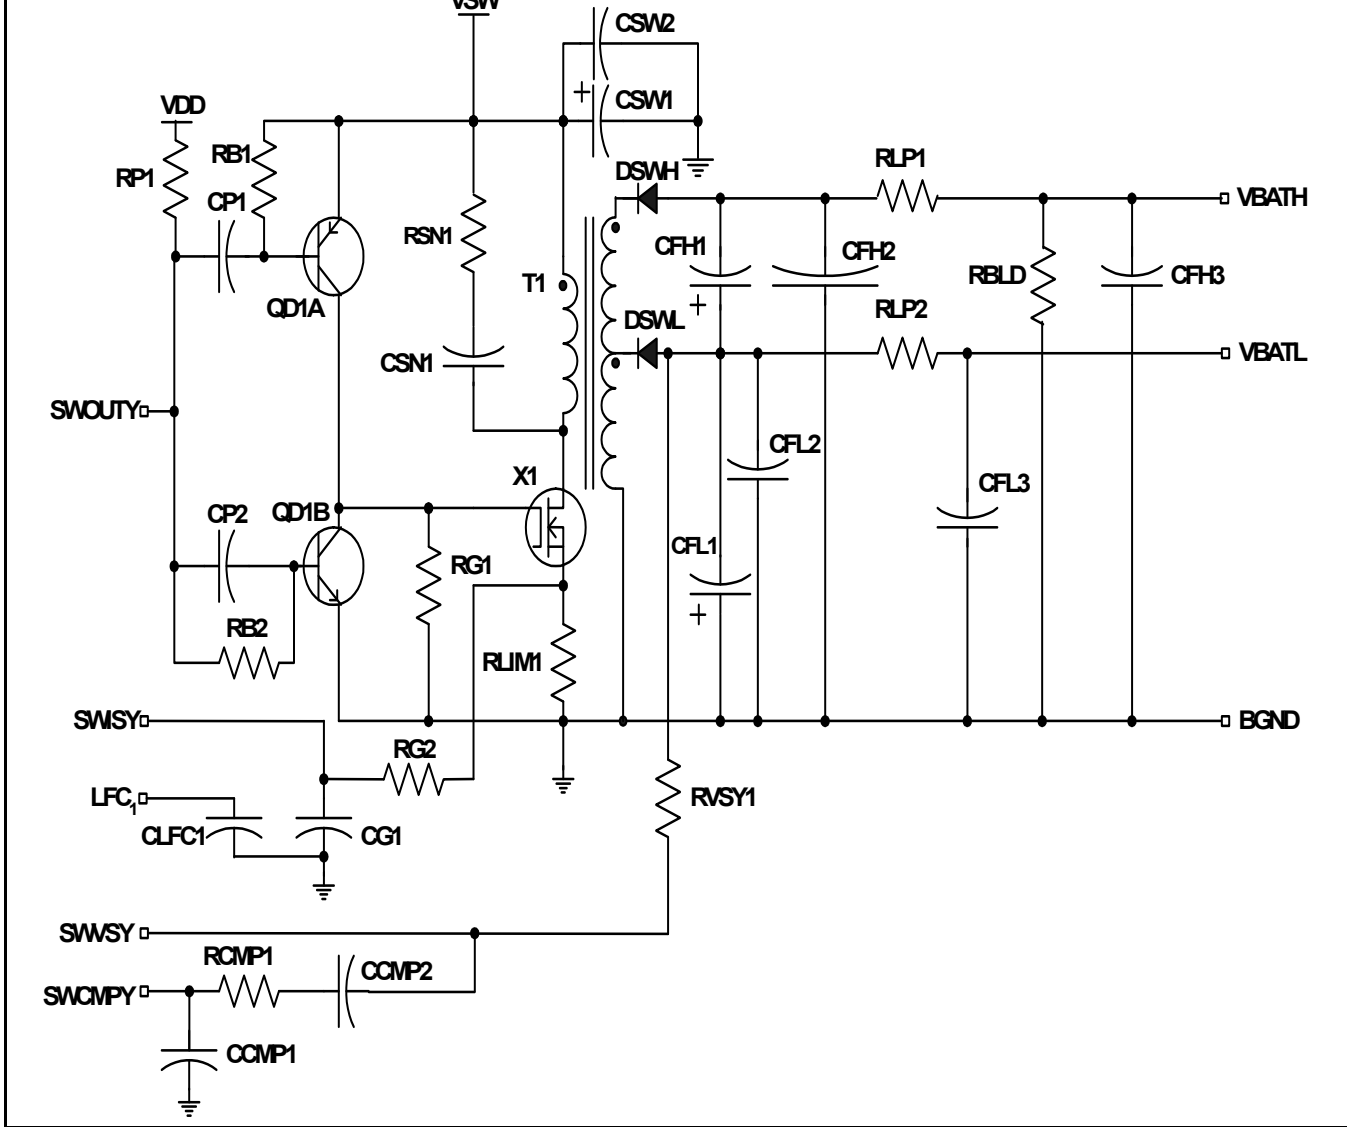 VSW
CSW2
CSW1
VDD
RB1
RP1
CP1
RSN1
QD1A
T1
CSN1
DSWH
RLP1
VBATH
CFH1
CFH2
RBLD
CFH3
DSWL
RLP2
VBATL
SWOUTY
X1
CFL2
CFL3
CP2
QD1B
RG1
CFL1
RB2
RLIM1
SWISY
BGND
RG2
LFC1
CLFC1
CG1
RVSY1
SWVSY
RCMP1
CCMP2
SWCMPY
CCMP1